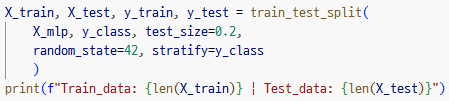 X_train, X_test, y_train, y_test = train_test_split(
    X_mlp, y_class, test_size=0.2,
    random_state=42, stratify=y_class
    )
print(f"Train_data: {len(X_train)} | Test_data: {len(X_test)}")